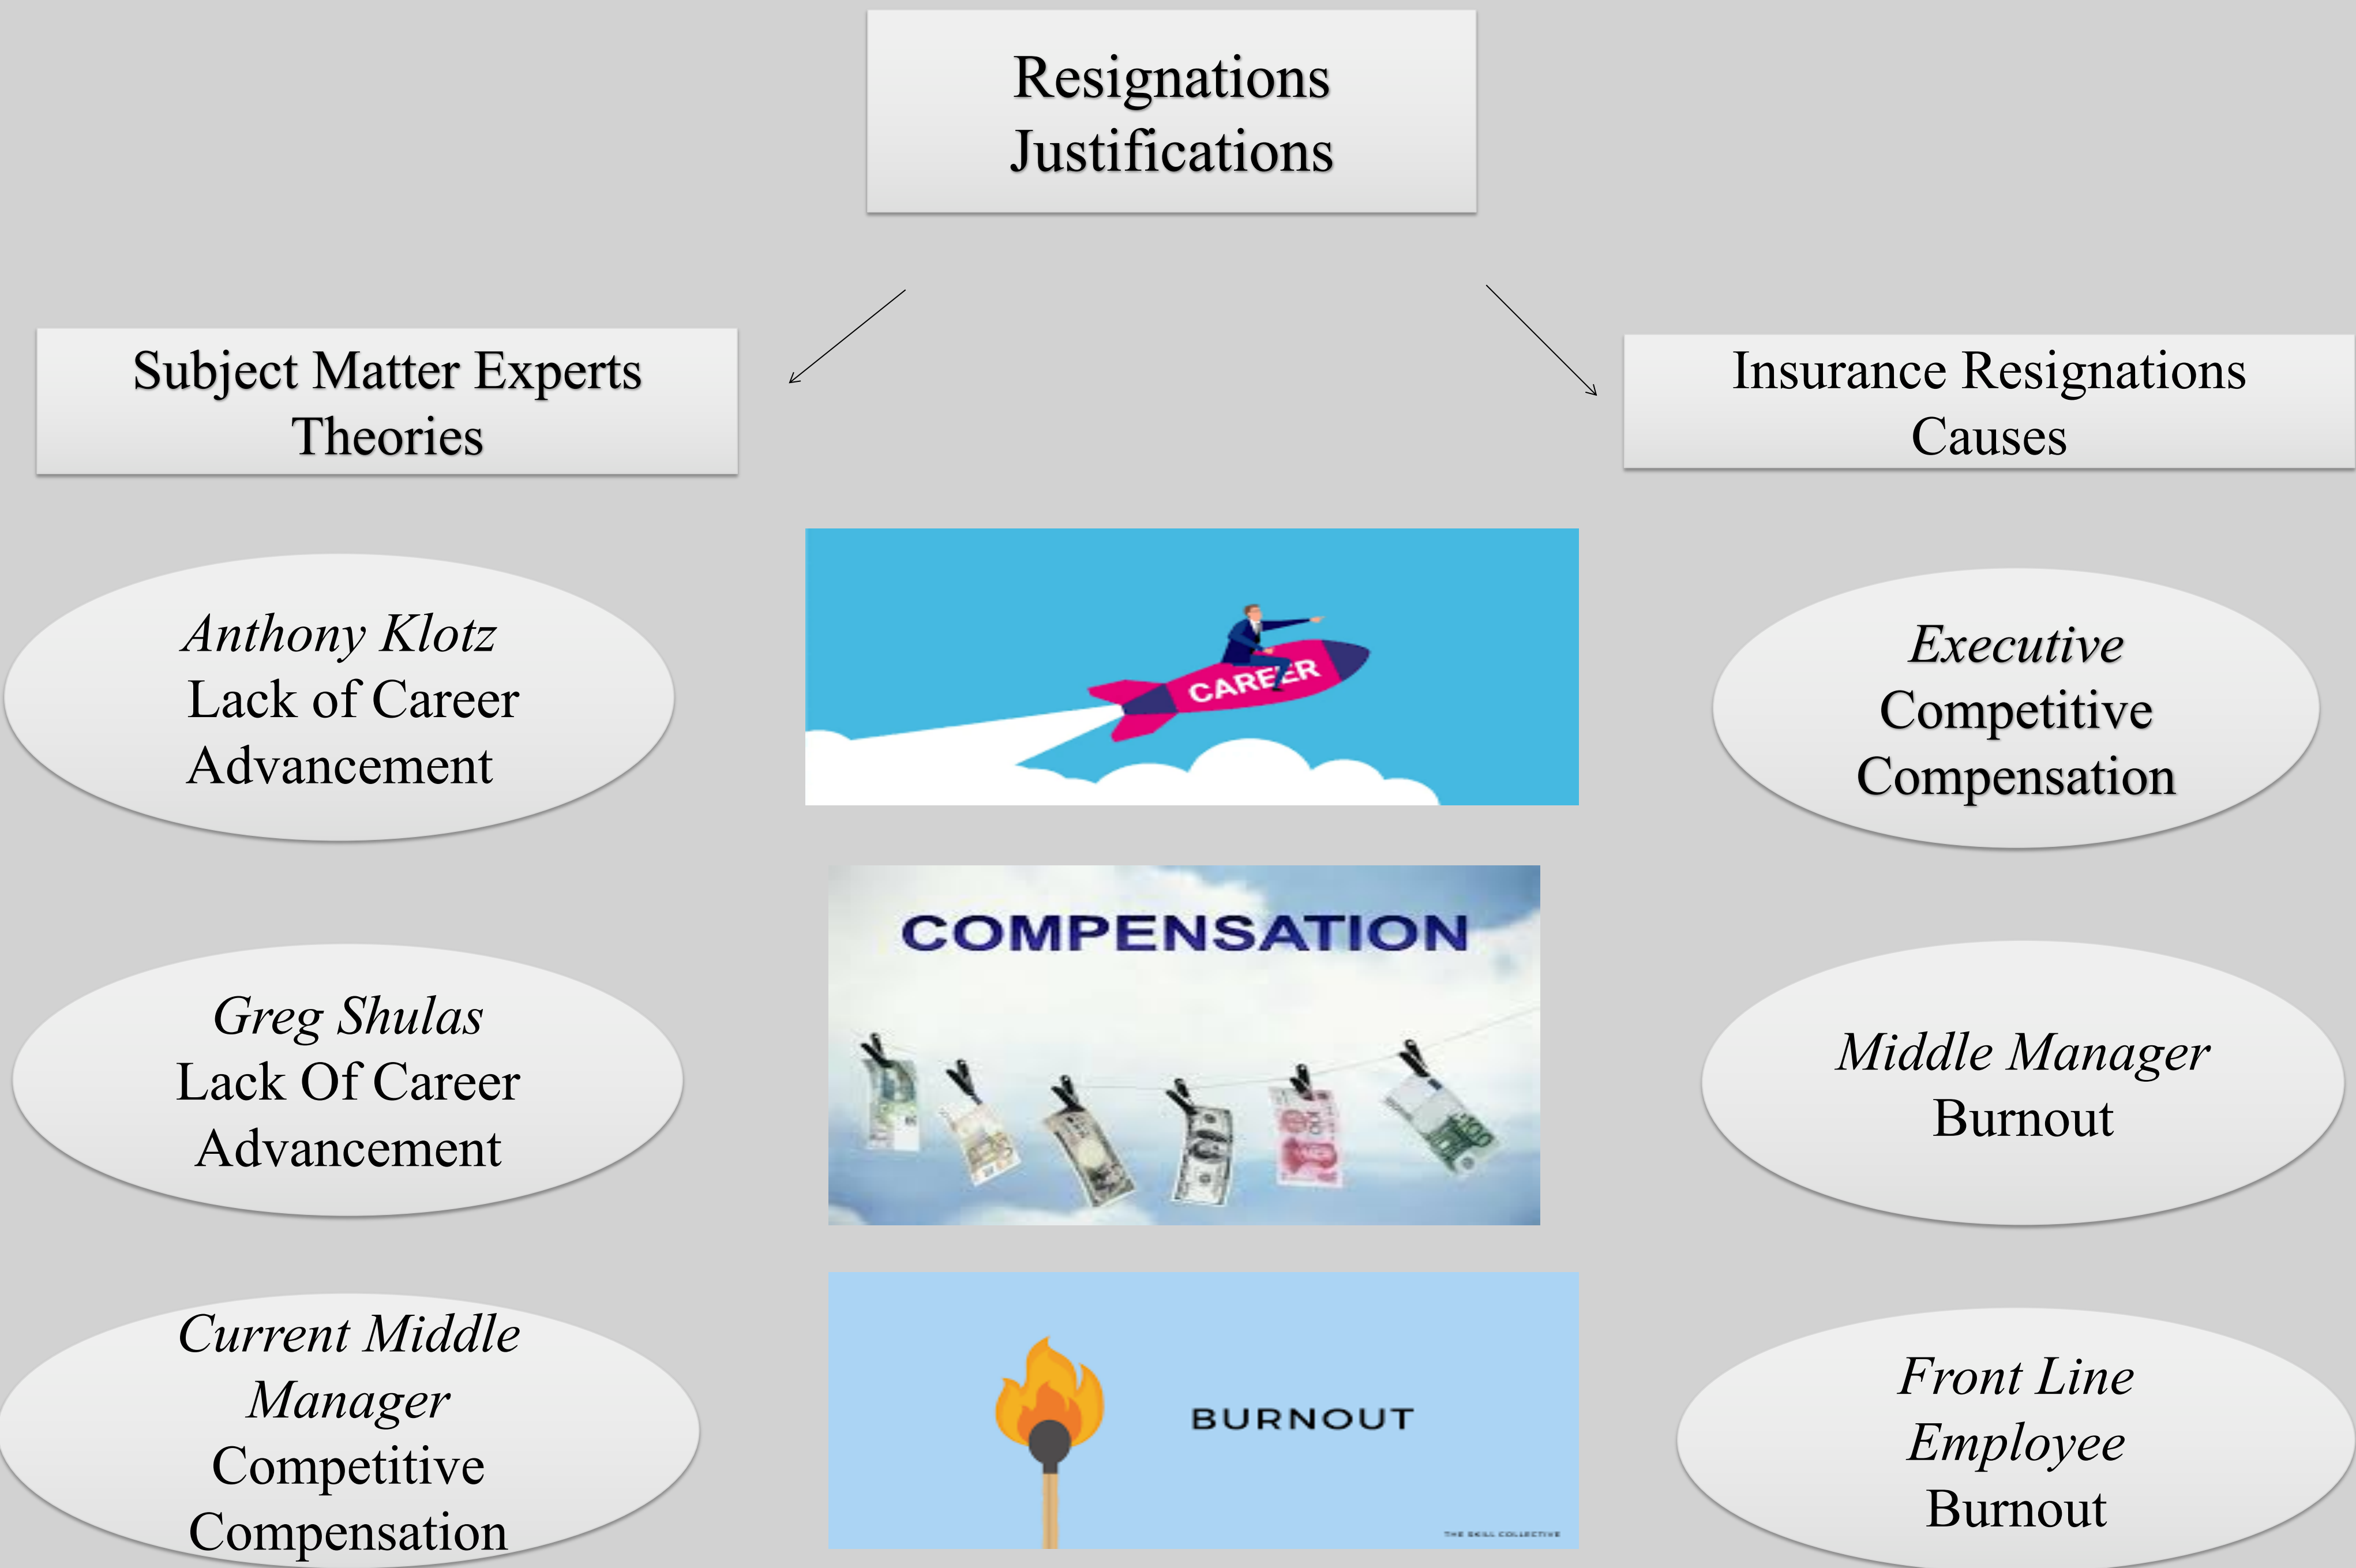 Resignations
Justifications
Subject Matter Experts
Theories
Insurance Resignations
Causes
Anthony Klotz
Lack of Career
Advancement
CAREER
Executive
Competitive
Compensation
COMPENSATION
Greg Shulas
Lack Of Career
Advancement
Middle Manager
Burnout
Current Middle
Manager
Competitive
Compensation
BURNOUT
THE SKILL COLLECTIVE
Front Line
Employee
Burnout